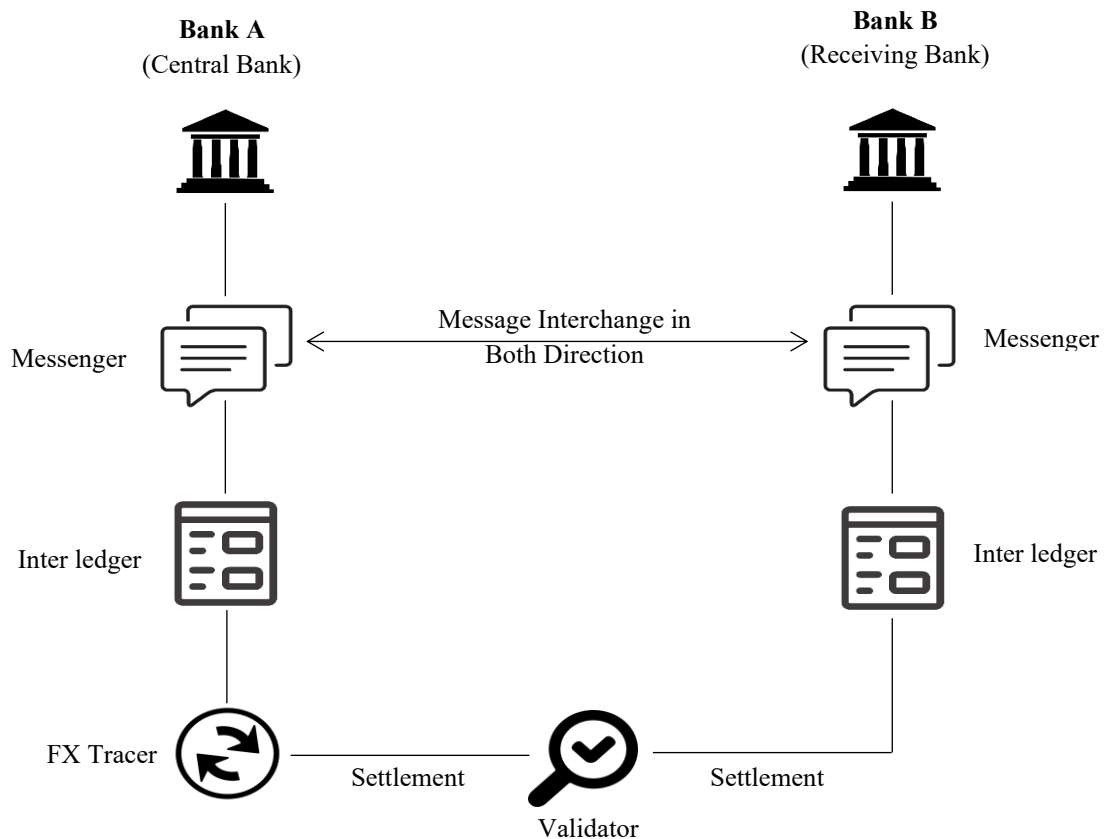 Bank A
(Central Bank)
Bank B
(Receiving Bank)
Messenger
Message Interchange in
Both Direction
Messenger
Inter ledger
Inter ledger
FX Tracer
Settlement
Settlement
Validator